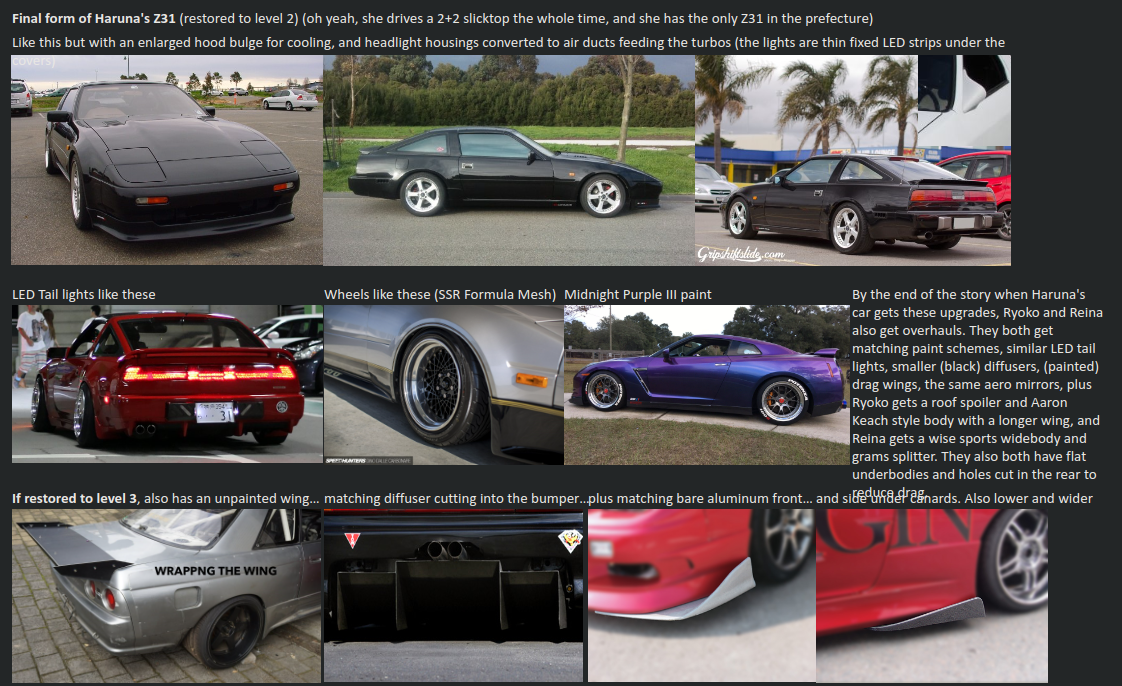 Final form of Haruna's Z31 (restored to level 2) (oh yeah, she drives a 2+2 slicktop the whole time, and she has the only Z31 in the prefecture)
Like this but with an enlarged hood bulge for cooling, and headlight housings converted to air ducts feeding the turbos (the lights are thin fixed LED strips under the
covers)
Gripshiftslide.com
LED Tail lights like these
Wheels like these (SSR Formula Mesh)
Midnight Purple III paint
By the end of the story when Haruna's
car gets these upgrades, Ryoko and Reina
also get overhauls. They both get
matching paint schemes, similar LED tail
lights, smaller (black) diffusers, (painted)
drag wings, the same aero mirrors, plus
Ryoko gets a roof spoiler and Aaron
Keach style body with a longer wing, and
Reina gets a wise sports widebody and
grams splitter. They also both have flat
underbodies and holes cut in the rear to
reduce drag.
31
SPEEDHUNTERS
If restored to level 3, also has an unpainted wing...
matching diffuser cutting into the bumper...
plus matching bare aluminum front...
and side under canards. Also lower and wider
WRAPPNG THE WING
GIN